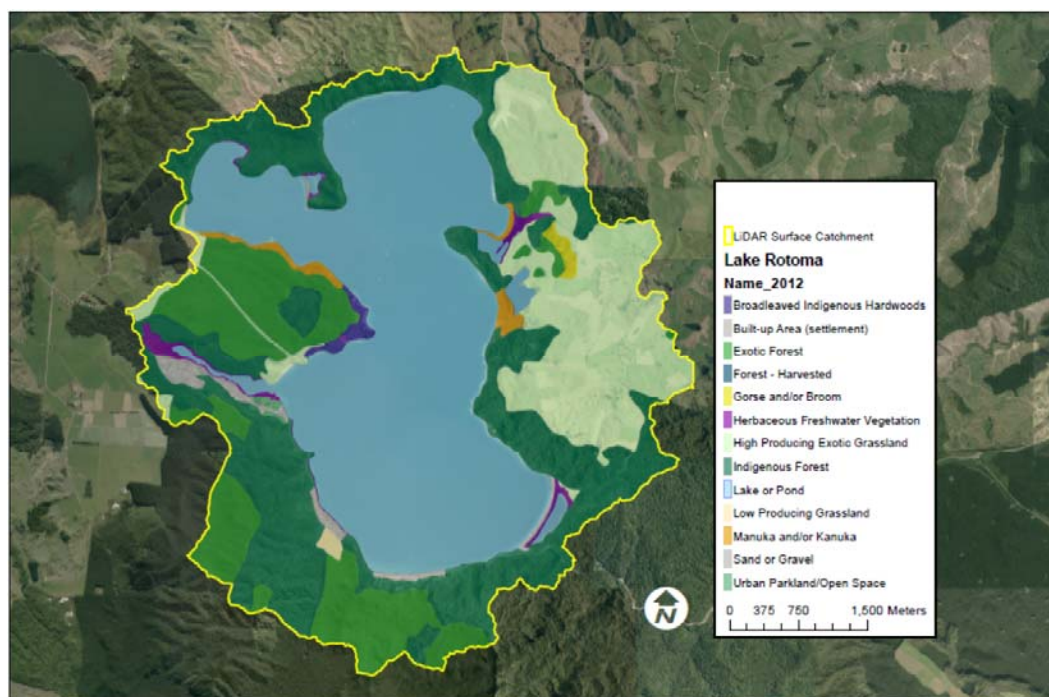 LiDAR Surface Catchment
Lake Rotoma
Name_2012
Broadleaved Indigenous Hardwoods
Built-up Area (settlement)
Exotic Forest
Forest - Harvested
Gorse and/or Broom
Herbaceous Freshwater Vegetation
High Producing Exotic Grassland
Indigenous Forest
Lake or Pond
Low Producing Grassland
Manuka and/or Kanuka
Sand or Gravel
Urban Parkland/Open Space
N
0 375 750 1,500 Meters